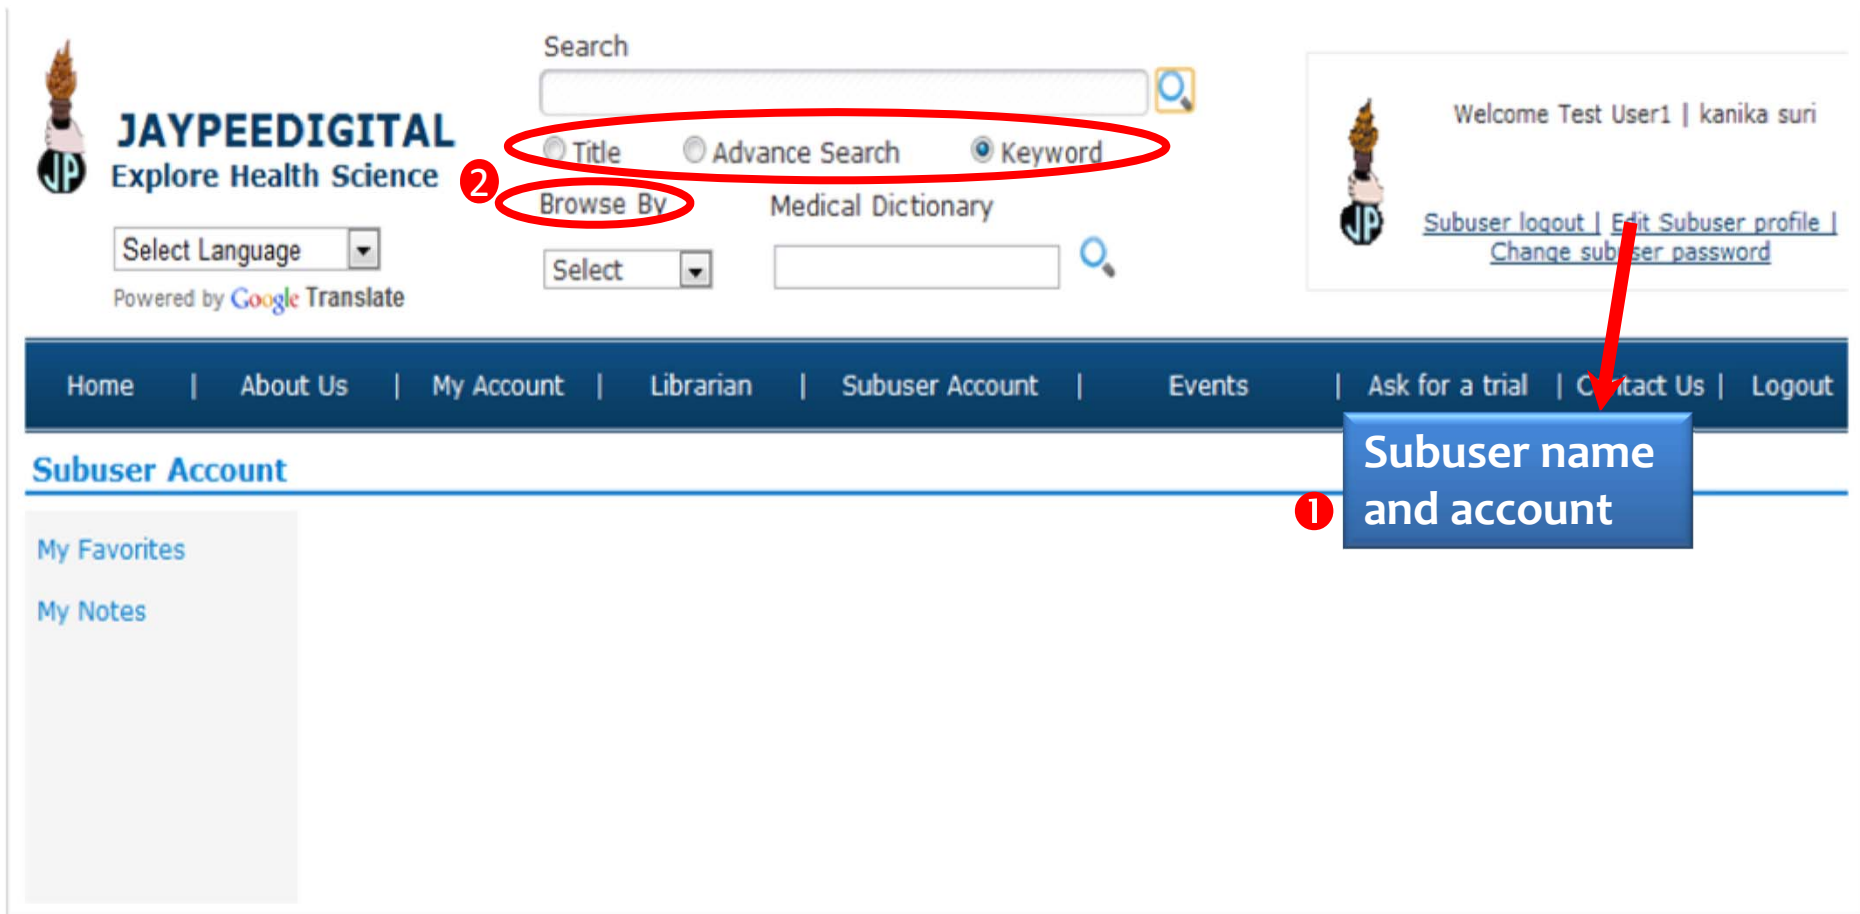 Search
JAYPEEDIGITAL
Explore Health Science
Title Advance Search Keyword
2
Browse By Medical Dictionary
Select Language
Select
Powered by Google Translate
JP
Welcome Test User1 | kanika suri
JP
Subuser logout | Edit Subuser profile |
Change subuser password
Home | About Us | My Account | Librarian | Subuser Account | Events | Ask for a trial | Contact Us | Logout
Subuser Account
1
Subuser name
and account
My Favorites
My Notes